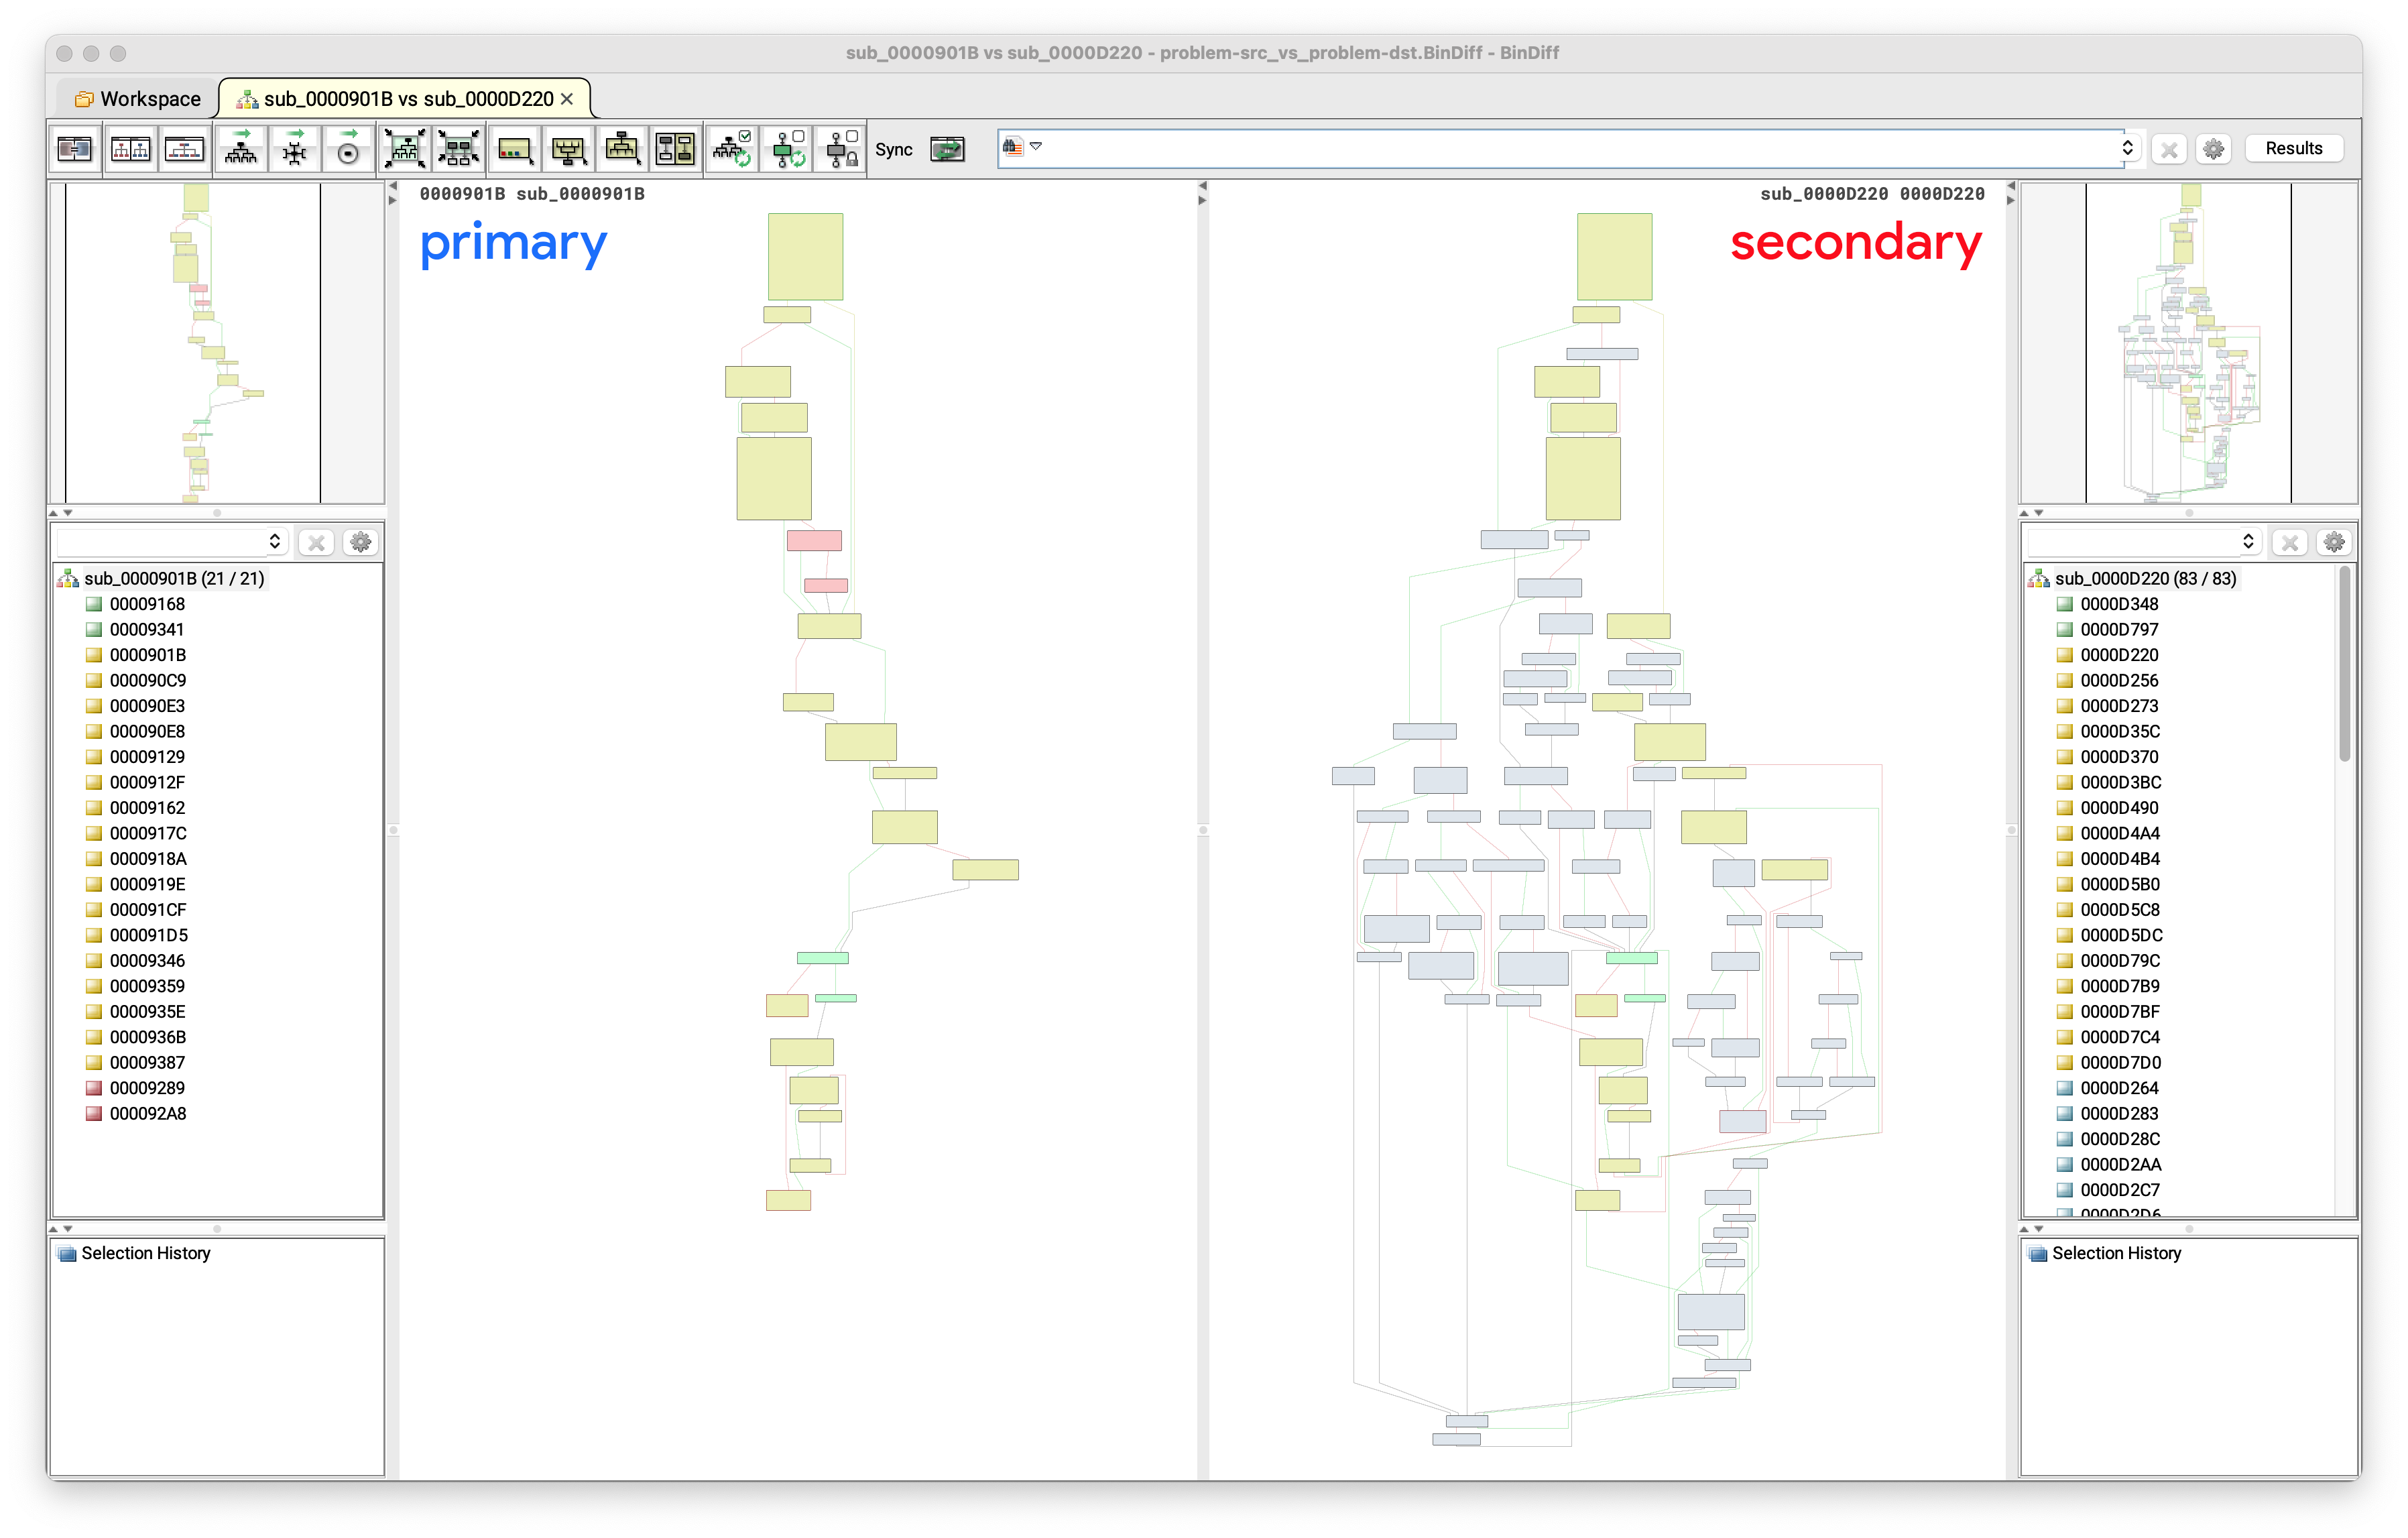 sub_0000901B vs sub_0000D220 - problem-src_vs_problem-dst.BinDiff - BinDiff
Workspace
sub_0000901B vs sub_0000D220
Sync
Results
0000901B sub_0000901B
primary
sub_0000D220 0000D220
secondary
sub_0000901B (21 / 21)
00009168
00009341
0000901B
000090C9
000090E3
000090E8
00009129
0000912F
00009162
0000917C
0000918A
0000919E
000091CF
000091D5
00009346
00009359
0000935E
0000936B
00009387
00009289
000092A8
Selection History
sub_0000D220 (83 / 83)
0000D348
0000D797
0000D220
0000D256
0000D273
0000D35C
0000D370
0000D3BC
0000D490
0000D4A4
0000D4B4
0000D5B0
0000D5C8
0000D5DC
0000D79C
0000D7B9
0000D7BF
0000D7C4
0000D7D0
0000D264
0000D283
0000D28C
0000D2AA
0000D2C7
0000D2D6
Selection History